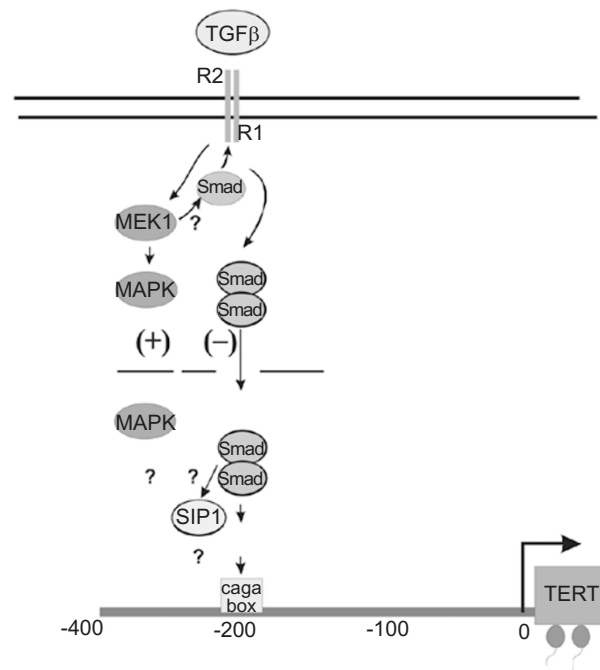 TGFβ
R2
R1
Smad
MEK1
?
MAPK
Smad
Smad
(+)
(−)
MAPK
Smad
?
?
Smad
SIP1
?
caga
box
TERT
-400
-200
-100
0